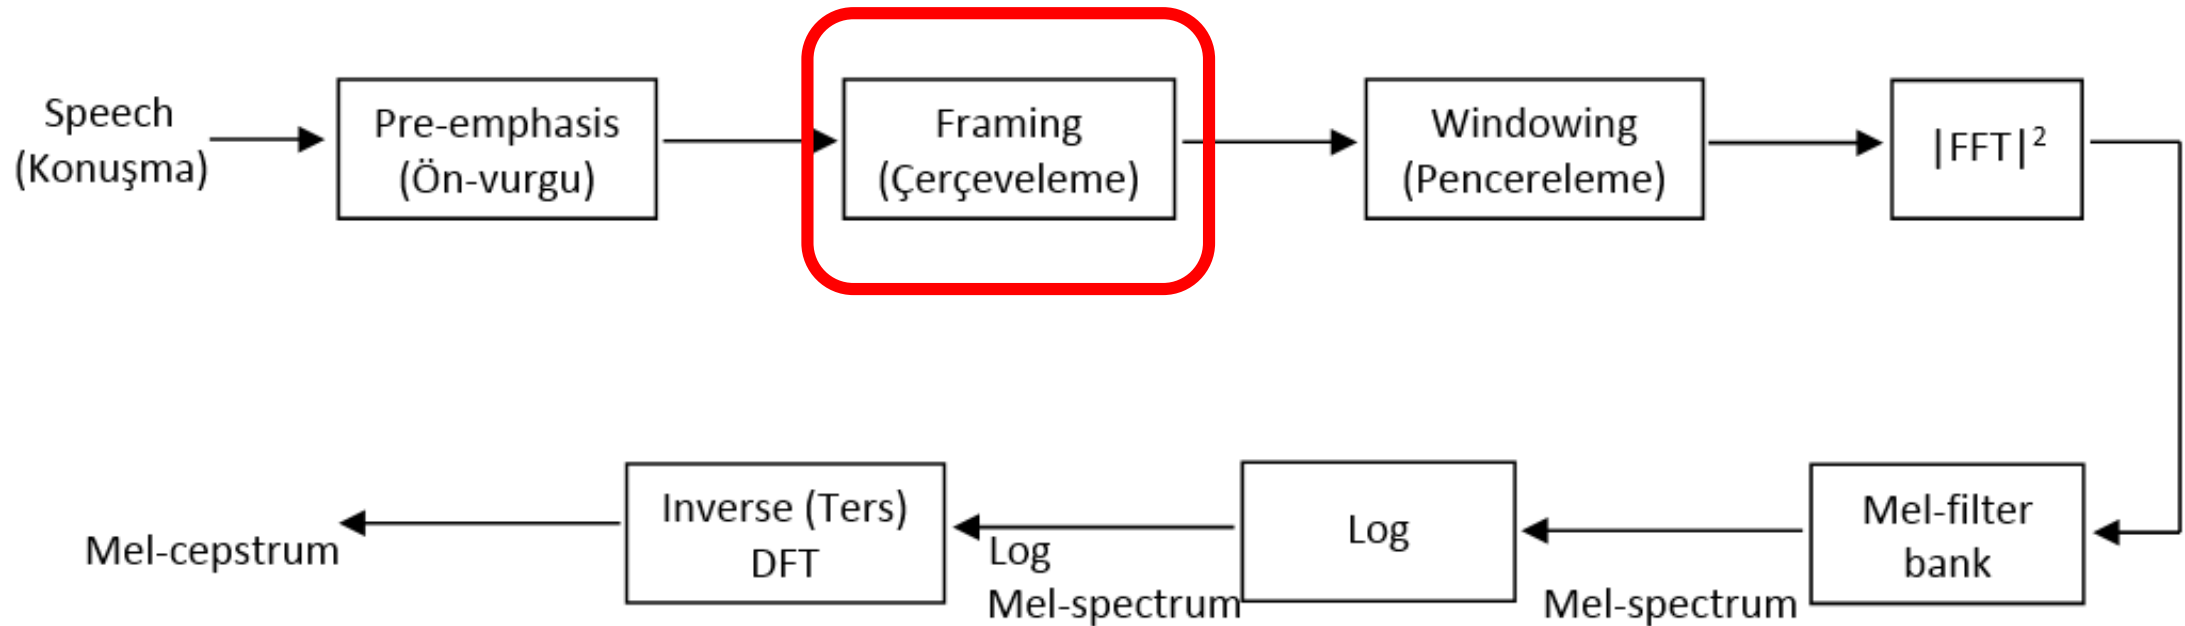 Speech
(Konuşma)
Pre-emphasis
(Ön-vurgu)
Framing
(Çerçeveleme)
Windowing
(Pencereleme)
|FFT|²
Mel-filter
bank
Mel-spectrum
Log
Log
Mel-spectrum
Inverse (Ters)
DFT
Mel-cepstrum